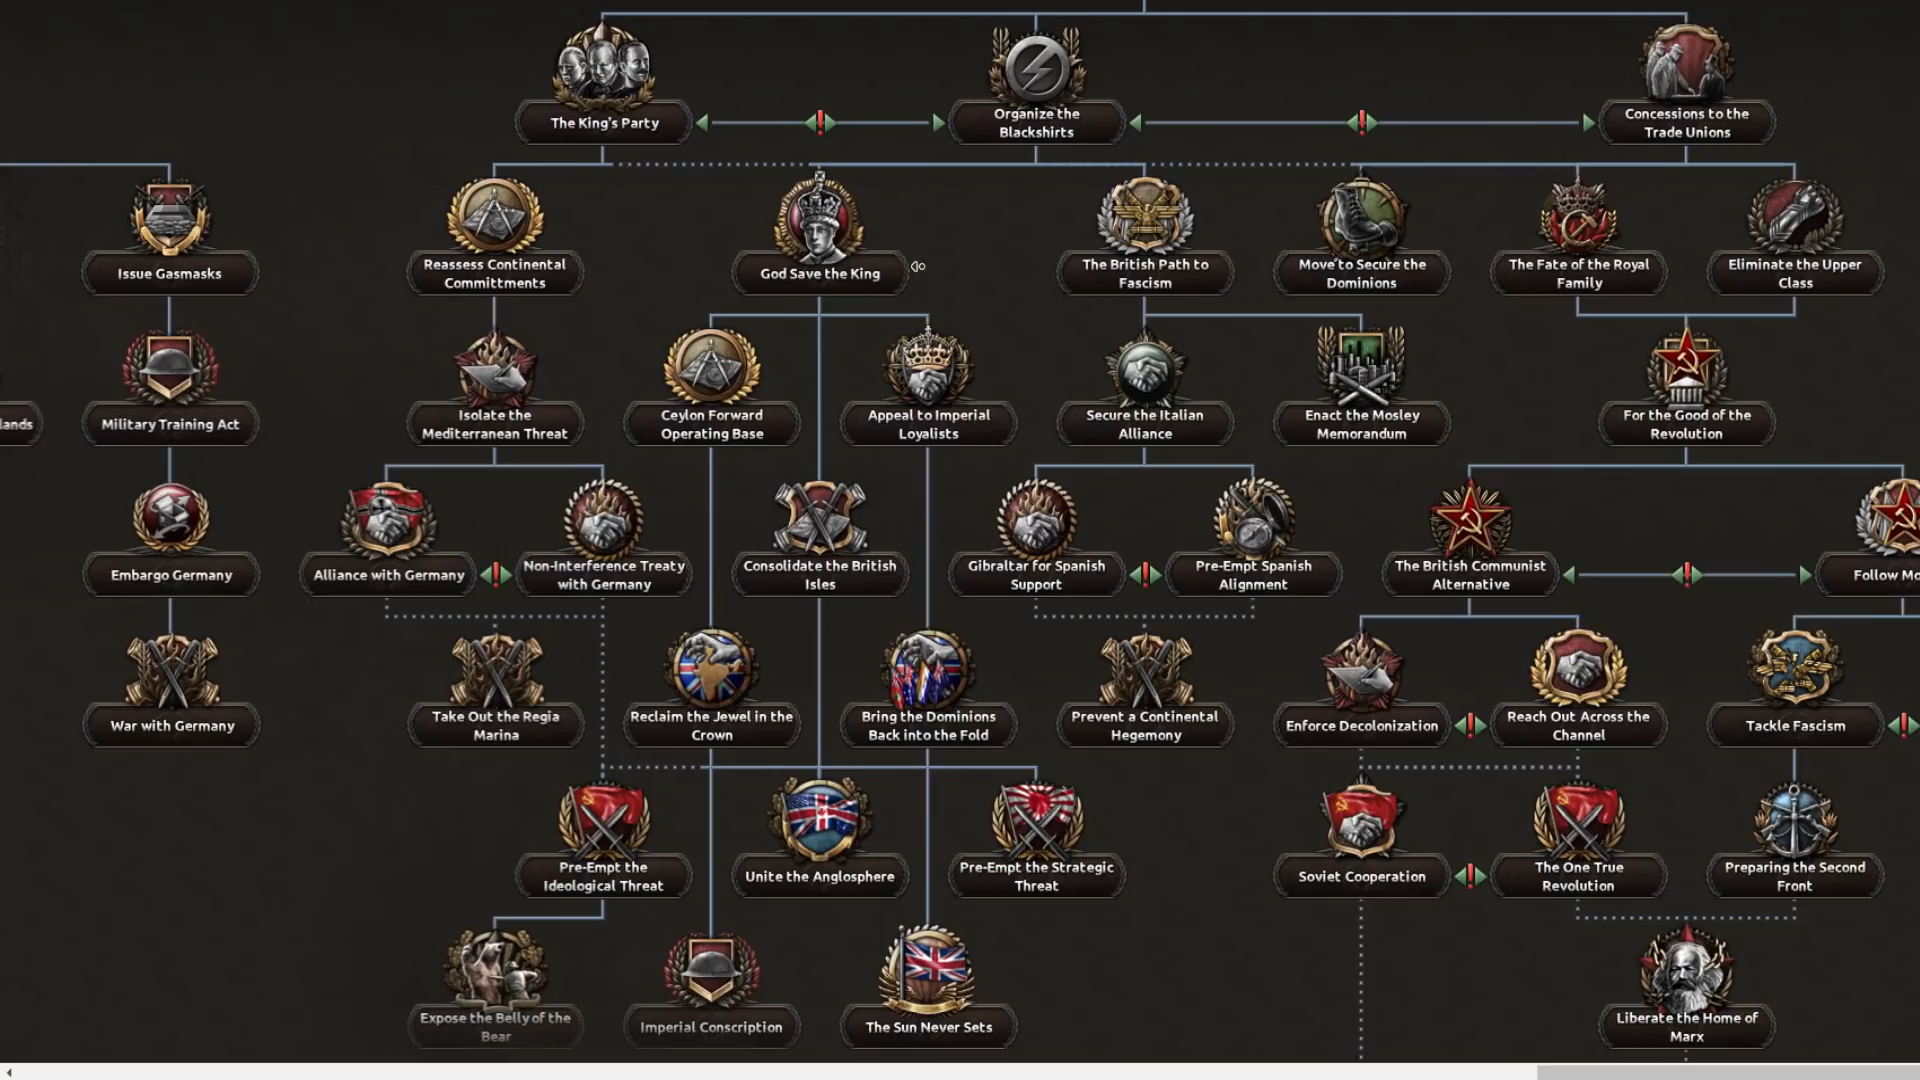 The King's Party
Organize the
Blackshirts
Concessions to the
Trade Unions
Issue Gasmasks
Reassess Continental
Committments
God Save the King
The British Path to
Fascism
Move to Secure the
Dominions
The Fate of the Royal
Family
Eliminate the Upper
Class
lands
Military Training Act
Isolate the
Mediterranean Threat
Ceylon Forward
Operating Base
Appeal to Imperial
Loyalists
Secure the Italian
Alliance
Enact the Mosley
Memorandum
For the Good of the
Revolution
Embargo Germany
Alliance with Germany
Non-Interference Treaty
with Germany
Consolidate the British
Isles
Gibraltar for Spanish
Support
Pre-Empt Spanish
Alignment
The British Communist
Alternative
Follow Mo
War with Germany
Take Out the Regia
Marina
Reclaim the Jewel in the
Crown
Bring the Dominions
Back into the Fold
Prevent a Continental
Hegemony
Enforce Decolonization
Reach Out Across the
Channel
Tackle Fascism
Pre-Empt the
Ideological Threat
Unite the Anglosphere
Pre-Empt the Strategic
Threat
Soviet Cooperation
The One True
Revolution
Preparing the Second
Front
Expose the Belly of the
Bear
Imperial Conscription
The Sun Never Sets
Liberate the Home of
Marx